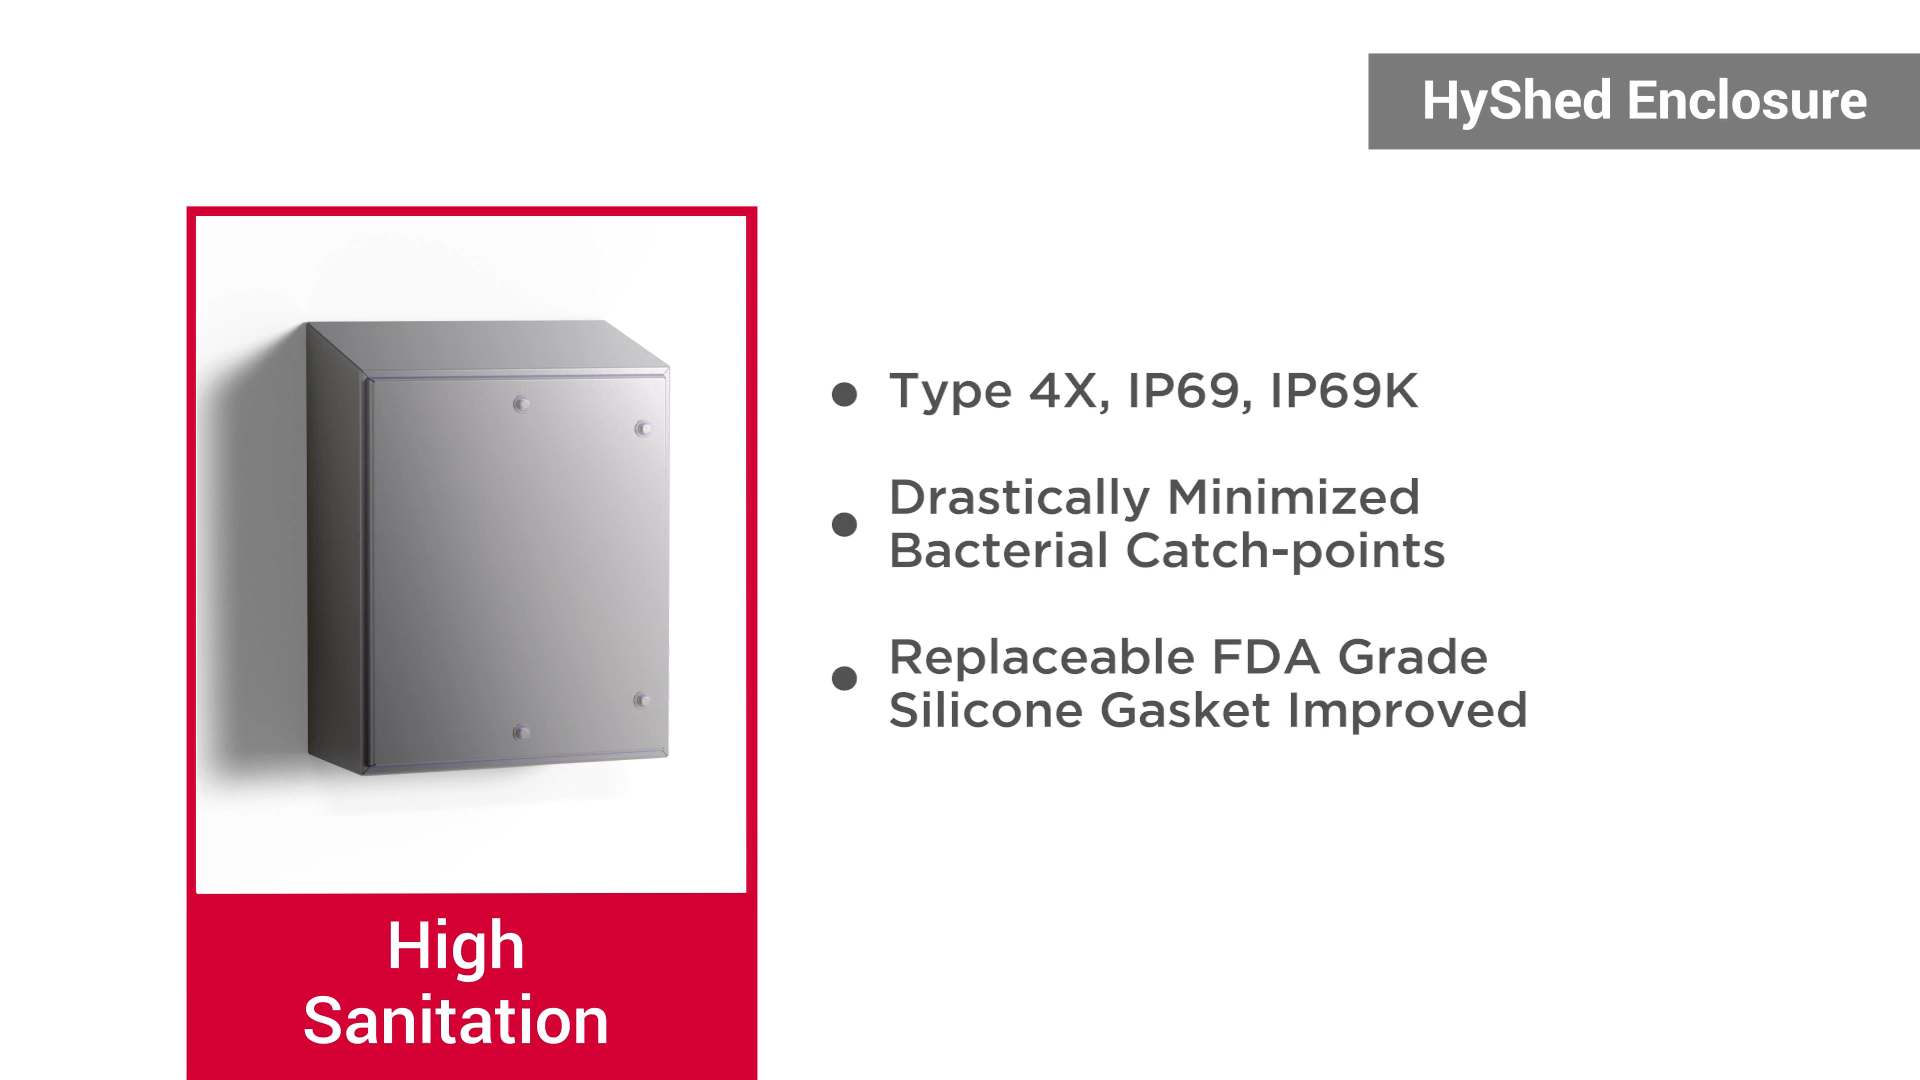 HyShed Enclosure
Type 4X, IP69, IP69K
Drastically Minimized
Bacterial Catch-points
Replaceable FDA Grade
Silicone Gasket Improved
High
Sanitation